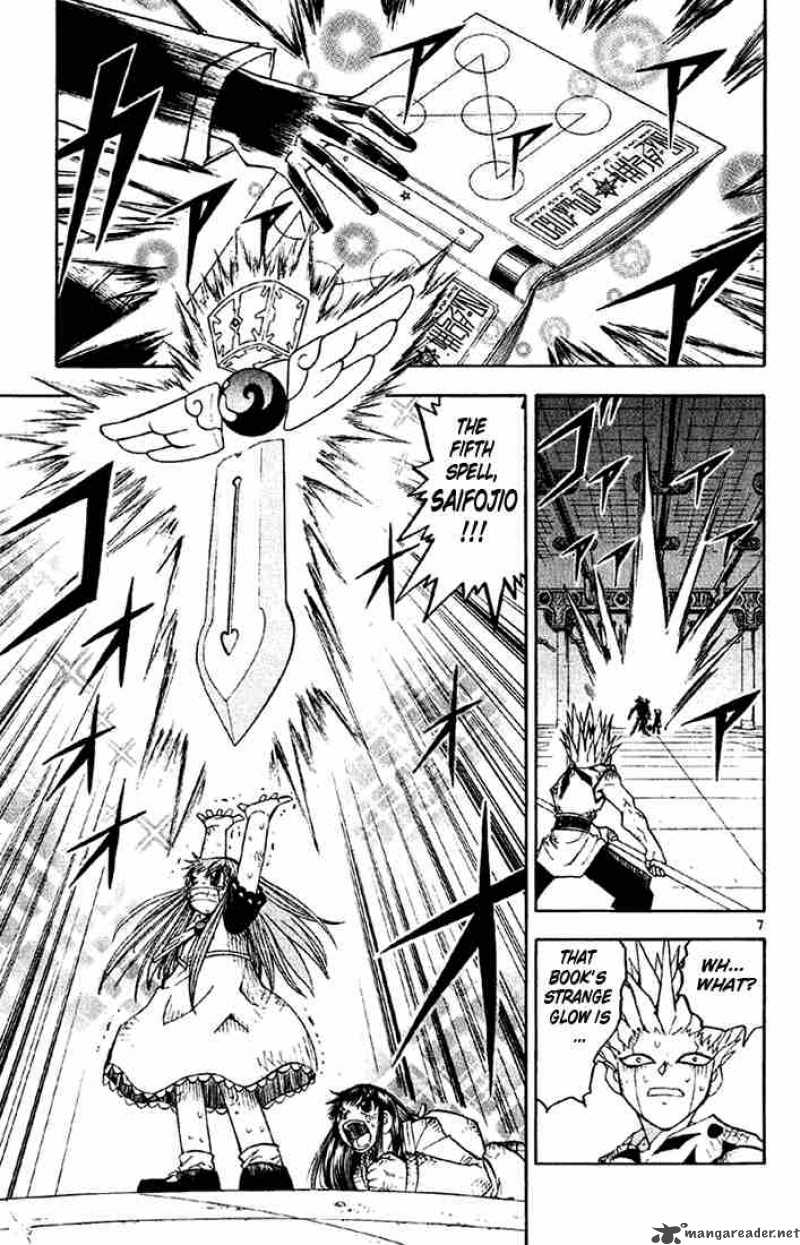 THE
FIFTH
SPELL,
SAIFOJIO
!!!
7
WH...
WHAT?
THAT
BOOK'S
STRANGE
GLOW IS
...
mangareader.net